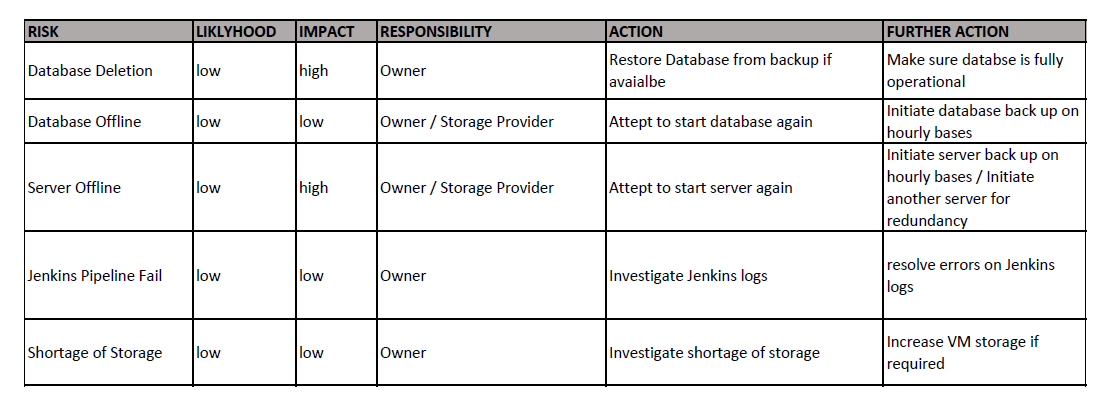 RISK LIKLYHOOD IMPACT RESPONSIBILITY ACTION FURTHER ACTION
Database Deletion low high Owner Restore Database from backup if
avaialbe Make sure databse is fully
operational
Database Offline low low Owner / Storage Provider Attept to start database again Initiate database back up on
hourly bases
Server Offline low high Owner / Storage Provider Attept to start server again Initiate server back up on
hourly bases / Initiate
another server for
redundancy
Jenkins Pipeline Fail low low Owner Investigate Jenkins logs resolve errors on Jenkins
logs
Shortage of Storage low low Owner Investigate shortage of storage Increase VM storage if
required